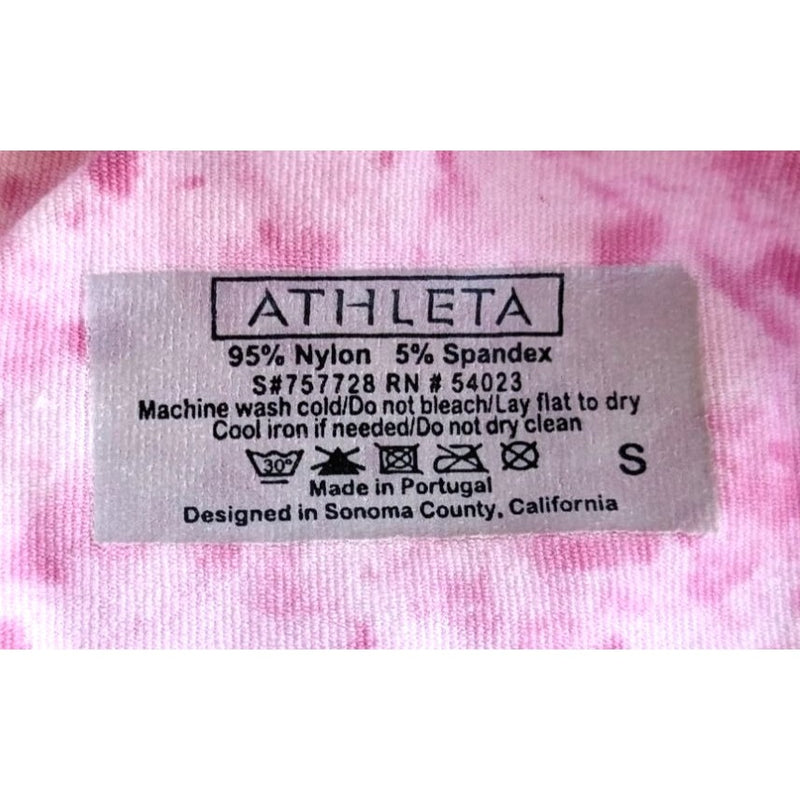 ATHLETA
95% Nylon 5% Spandex
S#757728 RN # 54023
Machine wash cold/Do not bleach/Lay flat to dry
Cool iron if needed/Do not dry clean
30°
S
Made in Portugal
Designed in Sonoma County, California